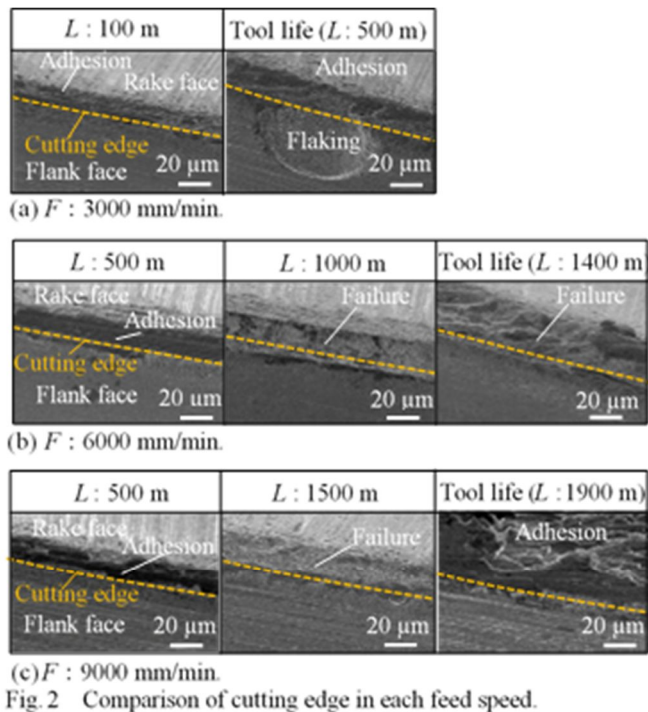 L : 100 m
Tool life (L: 500 m)
Adhesion
Rake face
Cutting edge
Flank face
20 µm
Adhesion
Flaking
20 µm
(a) F : 3000 mm/min.
L : 500 m
L : 1000 m
Tool life (L : 1400 m)
Rake face
Adhesion
Cutting edge
Flank face
20 µm
Failure
20 µm
Failure
20 µm
(b) F : 6000 mm/min.
L : 500 m
L : 1500 m
Tool life (L : 1900 m)
Rake face
Adhesion
Cutting edge
Flank face
20 µm
Failure
20 µm
Adhesion
20 µm
(c) F : 9000 mm/min.
Fig. 2 Comparison of cutting edge in each feed speed.